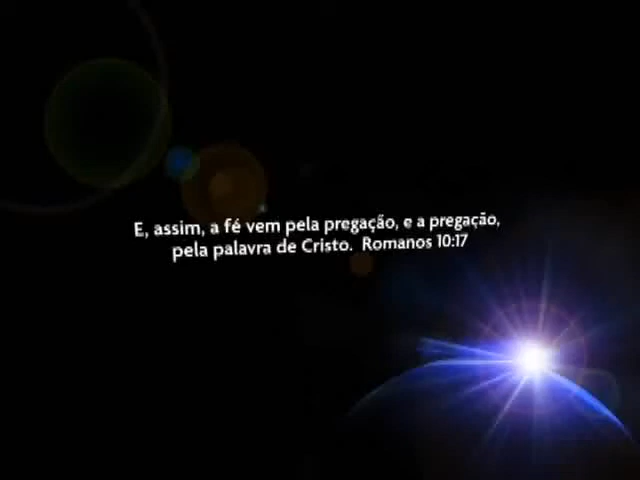 E, assim, a fé vem pela pregação, e a pregação,
pela palavra de Cristo. Romanos 10:17